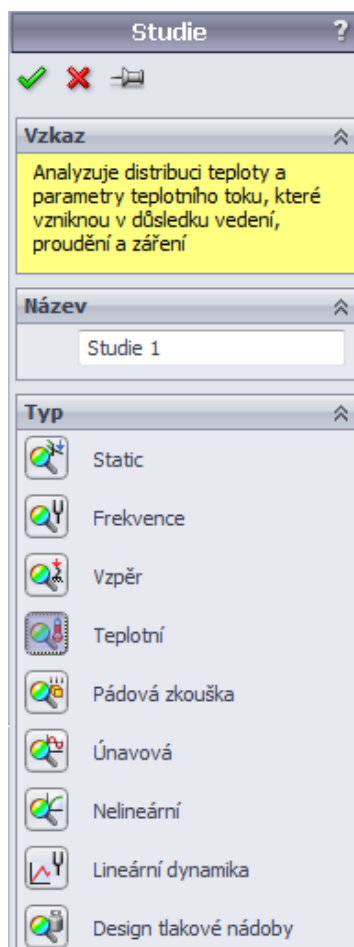 Studie ?
Vzkaz
Analyzuje distribuci teploty a
parametry teplotního toku, které
vzniknou v důsledku vedení,
proudění a záření
Název
Studie 1
Typ
Static
Frekvence
Vzpěr
Teplotní
Pádová zkouška
Únavová
Nelineární
Lineární dynamika
Design tlakové nádoby